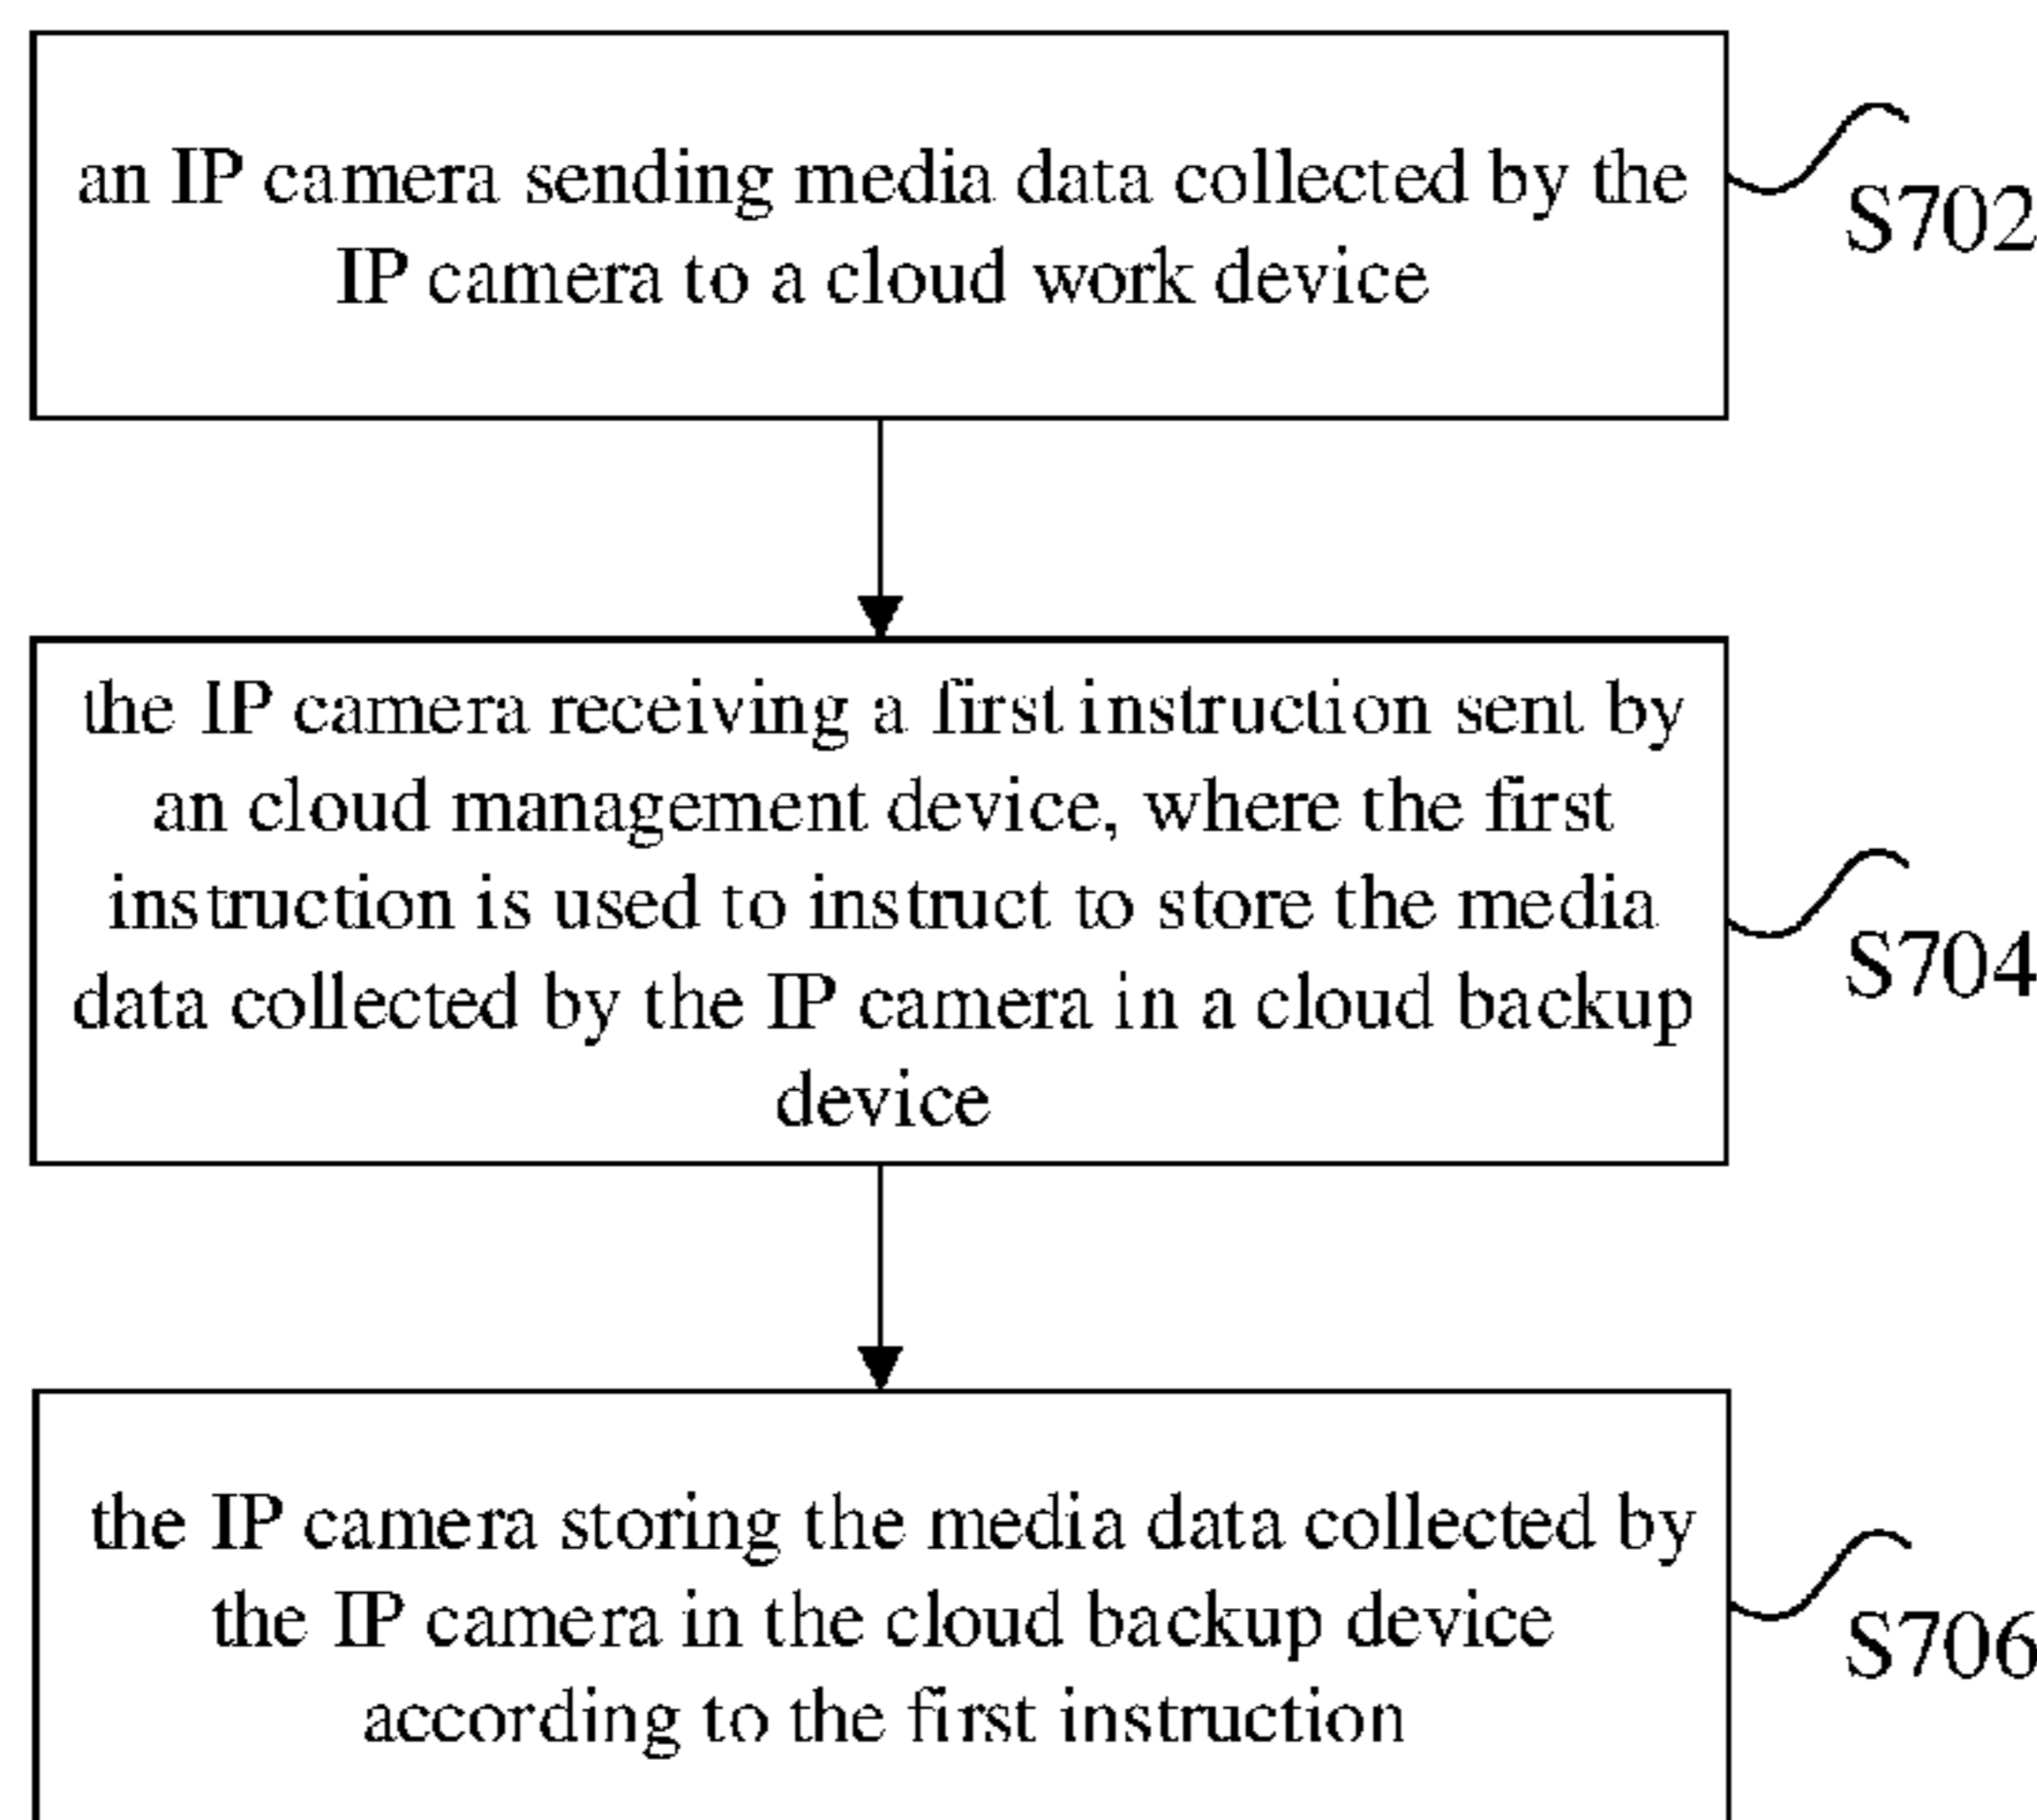 an IP camera sending media data collected by the
IP camera to a cloud work device
S702
the IP camera receiving a first instruction sent by
an cloud management device, where the first
instruction is used to instruct to store the media
data collected by the IP camera in a cloud backup
device
S704
the IP camera storing the media data collected by
the IP camera in the cloud backup device
according to the first instruction
S706